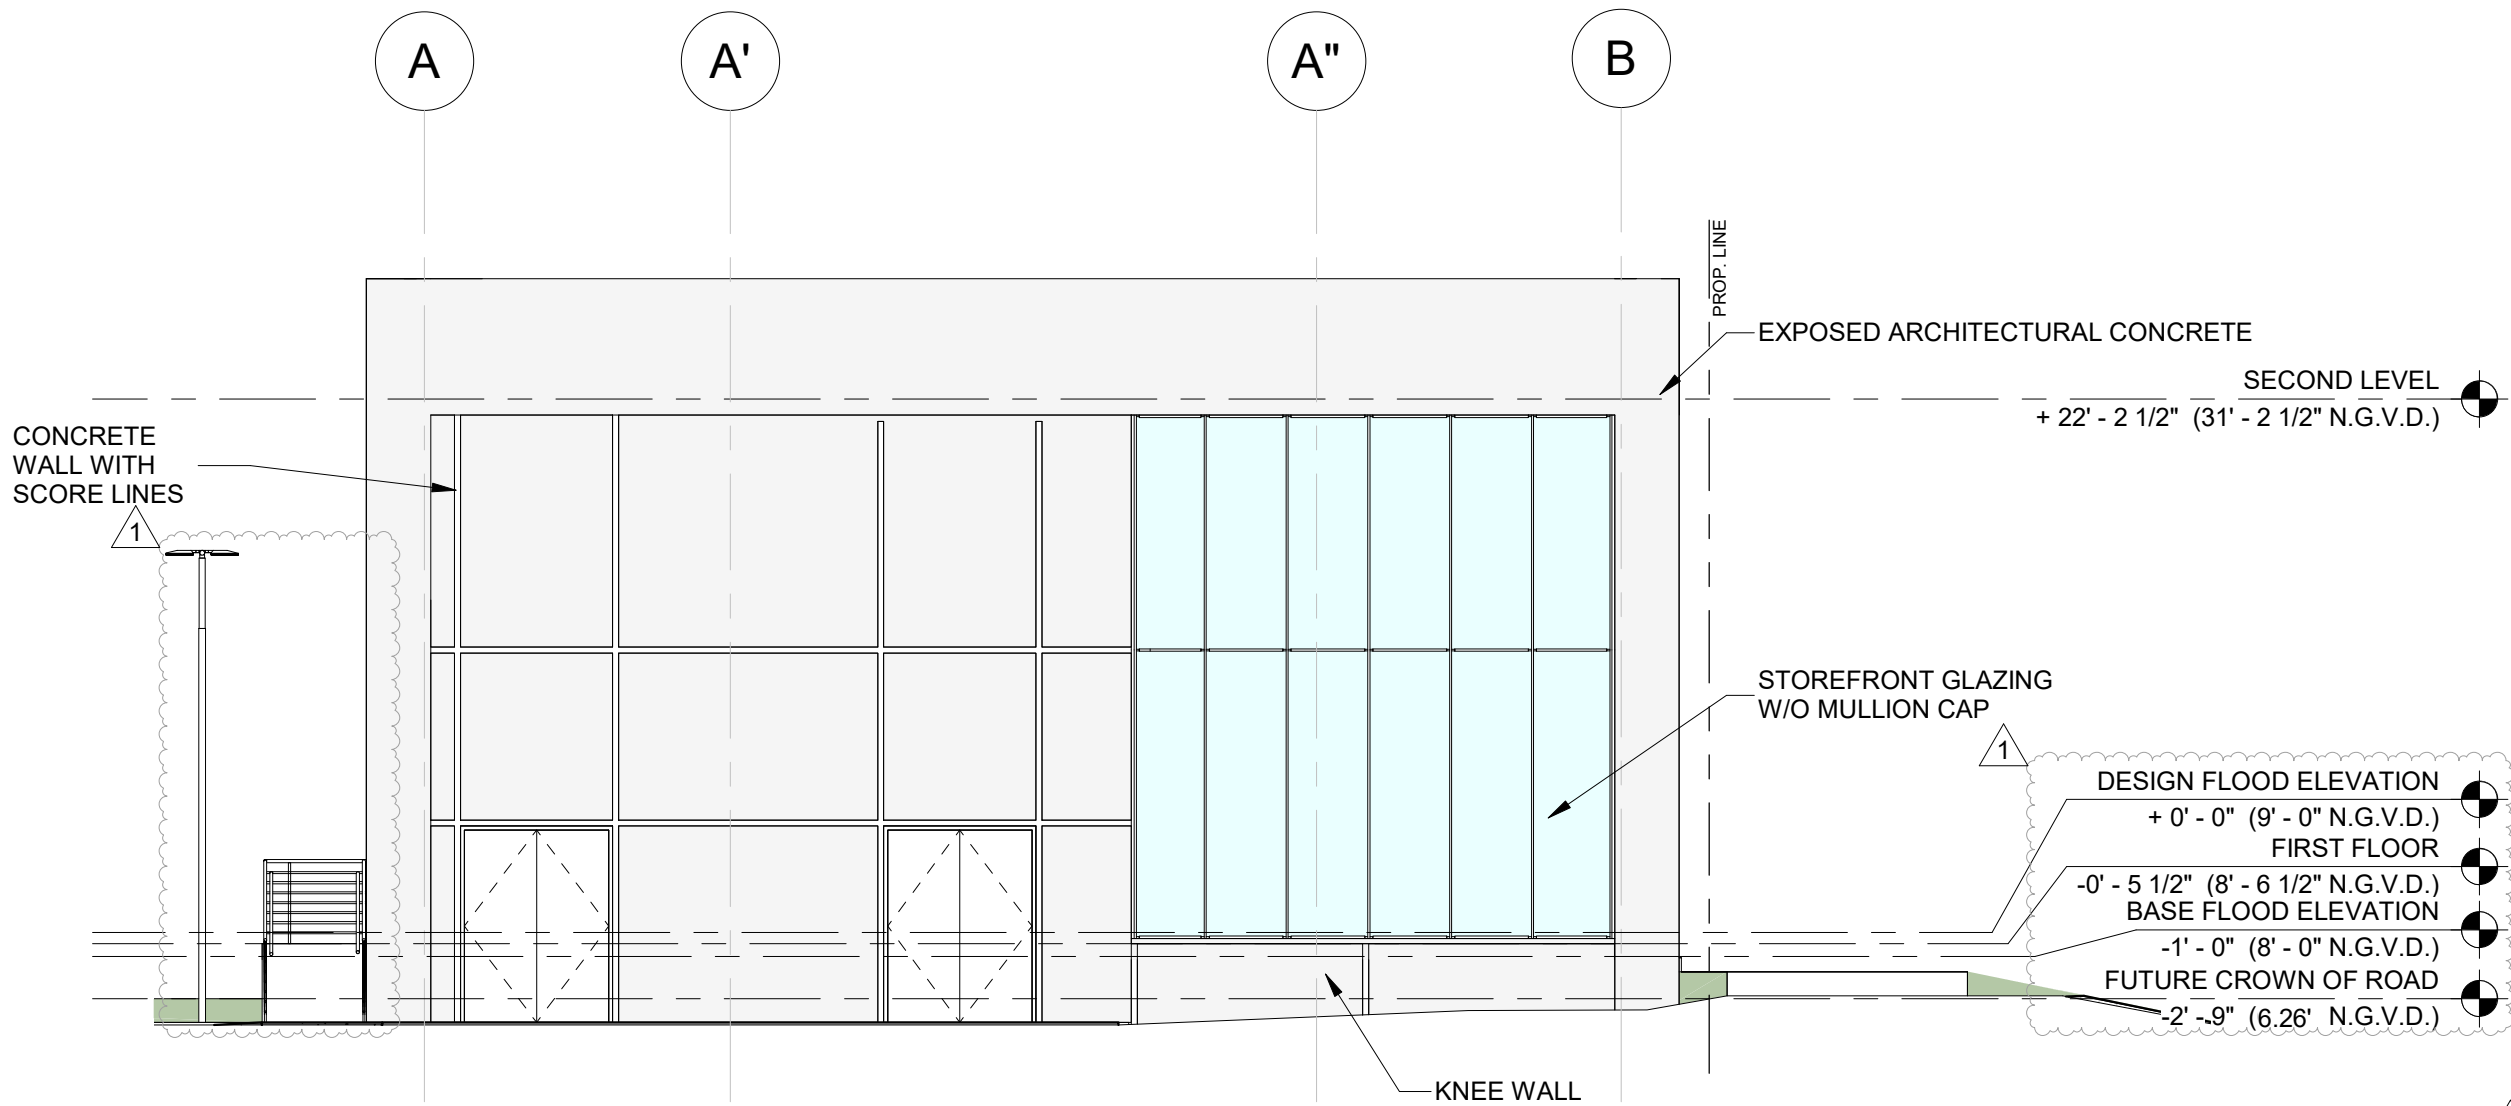 A
A'
A"
B
PROP. LINE
EXPOSED ARCHITECTURAL CONCRETE
SECOND LEVEL
+ 22' - 2 1/2" (31' - 2 1/2" N.G.V.D.)
CONCRETE
WALL WITH
SCORE LINES
1
STOREFRONT GLAZING
W/O MULLION CAP
1
DESIGN FLOOD ELEVATION
+ 0' - 0" (9' - 0" N.G.V.D.)
FIRST FLOOR
-0' - 5 1/2" (8' - 6 1/2" N.G.V.D.)
BASE FLOOD ELEVATION
-1' - 0" (8' - 0" N.G.V.D.)
FUTURE CROWN OF ROAD
-2' - 9" (6.26' N.G.V.D.)
KNEE WALL